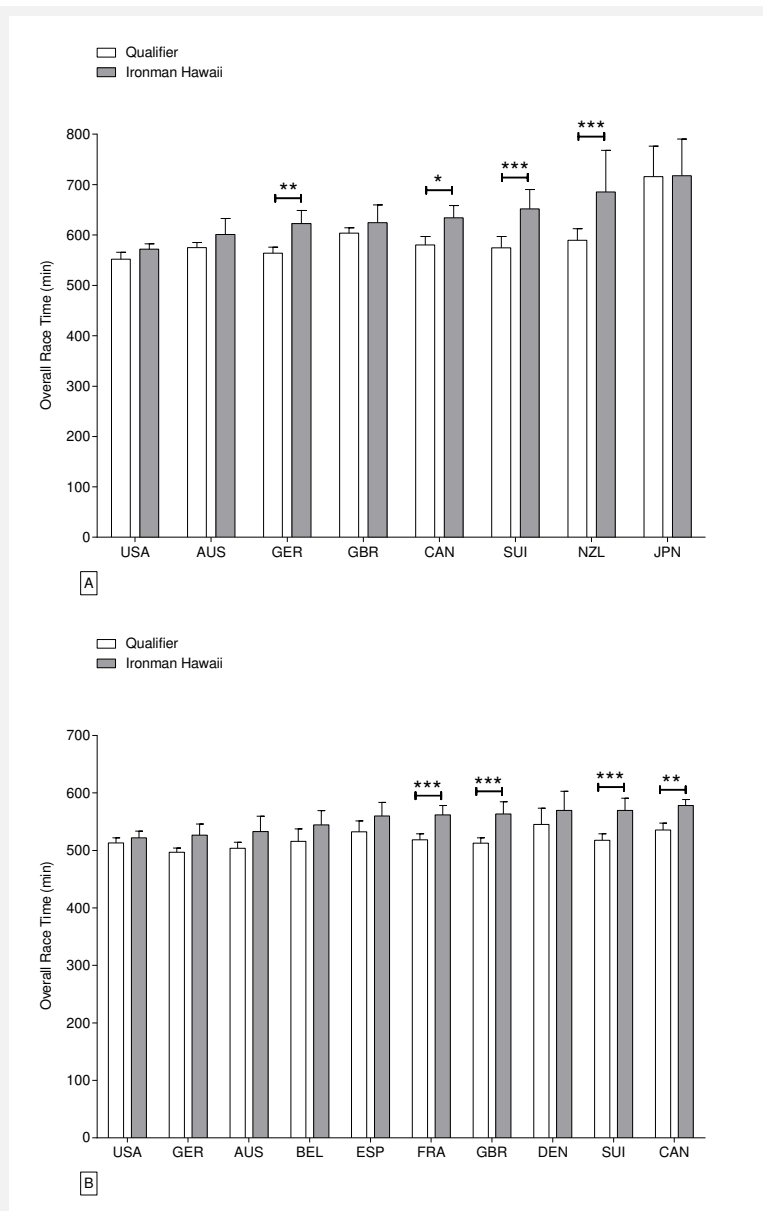 Qualifier
Ironman Hawaii
Overall Race Time (min)
800
700
600
500
400
300
200
100
0
**
*
***
***
USA AUS GER GBR CAN SUI NZL JPN
A
Qualifier
Ironman Hawaii
Overall Race Time (min)
700
600
500
400
300
200
100
0
*** *** *** **
USA GER AUS BEL ESP FRA GBR DEN SUI CAN
B